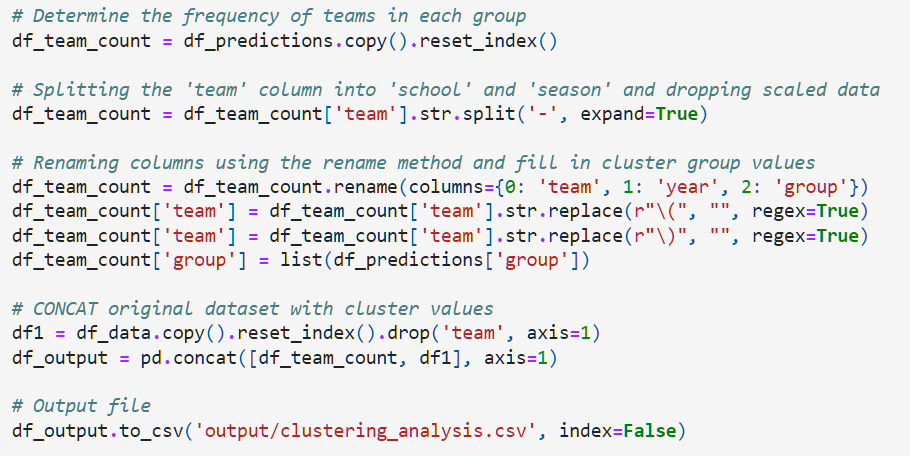 # Determine the frequency of teams in each group
df_team_count = df_predictions.copy().reset_index()
# Splitting the 'team' column into 'school' and 'season' and dropping scaled data
df_team_count = df_team_count['team'].str.split('-', expand=True)
# Renaming columns using the rename method and fill in cluster group values
df_team_count = df_team_count.rename(columns={0: 'team', 1: 'year', 2: 'group'})
df_team_count['team'] = df_team_count['team'].str.replace(r"\(", "", regex=True)
df_team_count['team'] = df_team_count['team'].str.replace(r"\)", "", regex=True)
df_team_count['group'] = list(df_predictions['group'])
# CONCAT original dataset with cluster values
df1 = df_data.copy().reset_index().drop('team', axis=1)
df_output = pd.concat([df_team_count, df1], axis=1)
# Output file
df_output.to_csv('output/clustering_analysis.csv', index=False)